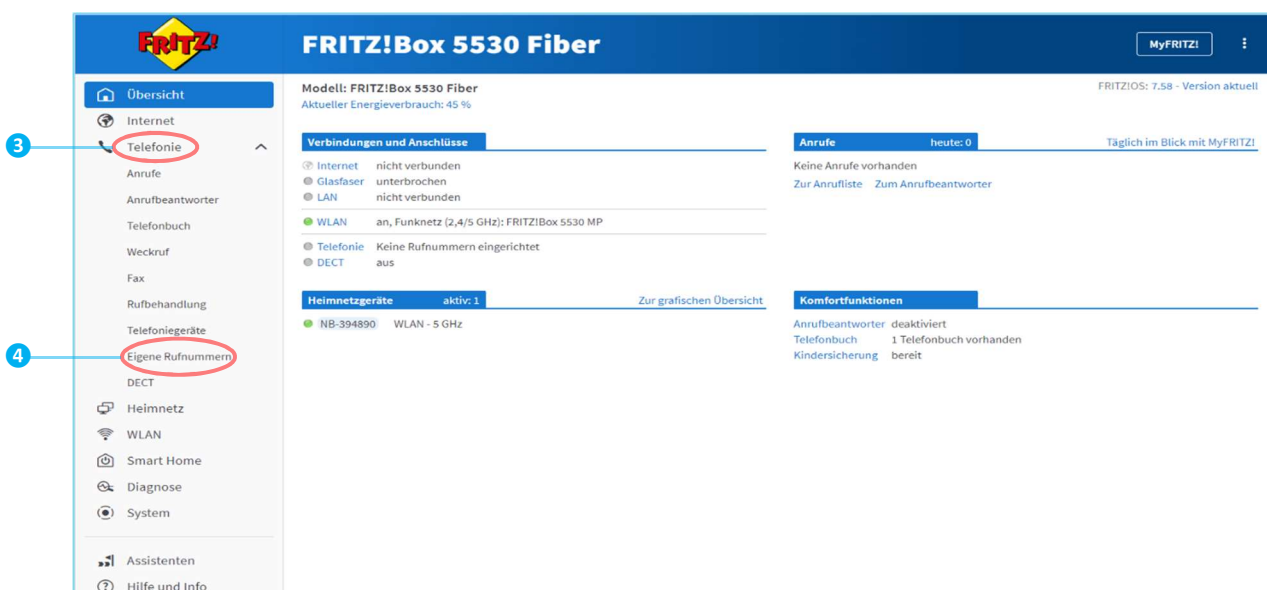 FRITZ!
FRITZ!Box 5530 Fiber
MyFRITZ!
Übersicht
Internet
3
Telefonie
Anrufe
Anrufbeantworter
Telefonbuch
Weckruf
Fax
Rufbehandlung
Telefoniegeräte
4
Eigene Rufnummern
DECT
Heimnetz
WLAN
Smart Home
Diagnose
System
Assistenten
Hilfe und Info
Modell: FRITZ!Box 5530 Fiber
Aktueller Energieverbrauch: 45 %
FRITZ!OS: 7.58 - Version aktuell
Verbindungen und Anschlüsse
Internet nicht verbunden
Glasfaser unterbrochen
LAN nicht verbunden
WLAN an, Funknetz (2,4/5 GHz): FRITZ!Box 5530 MP
Telefonie Keine Rufnummern eingerichtet
DECT aus
Anrufe heute: 0 Täglich im Blick mit MyFRITZ!
Keine Anrufe vorhanden
Zur Anrufliste Zum Anrufbeantworter
Heimnetzgeräte aktiv: 1 Zur grafischen Übersicht
NB-394890 WLAN - 5 GHz
Komfortfunktionen
Anrufbeantworter deaktiviert
Telefonbuch 1 Telefonbuch vorhanden
Kindersicherung bereit